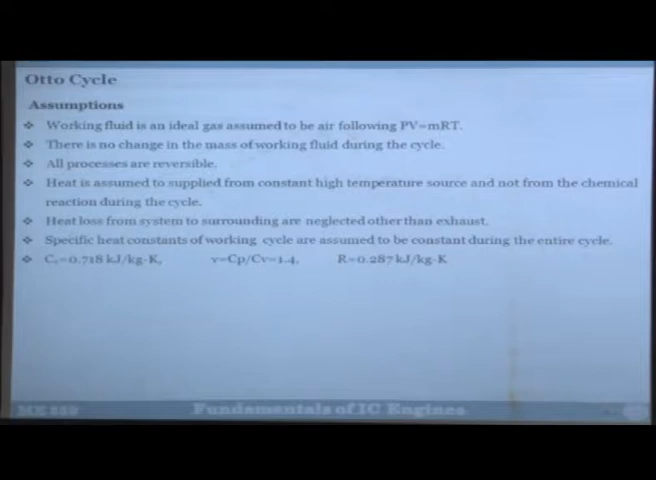 Otto Cycle
Assumptions
❖ Working fluid is an ideal gas assumed to be air following PV=mRT.
❖ There is no change in the mass of working fluid during the cycle.
❖ All processes are reversible.
❖ Heat is assumed to supplied from constant high temperature source and not from the chemical
reaction during the cycle.
❖ Heat loss from system to surrounding are neglected other than exhaust.
❖ Specific heat constants of working cycle are assumed to be constant during the entire cycle.
❖ Cᵥ=0.718 kJ/kg-K, γ=Cp/Cv=1.4, R=0.287 kJ/kg-K
ME
Fundamentals of IC Engines